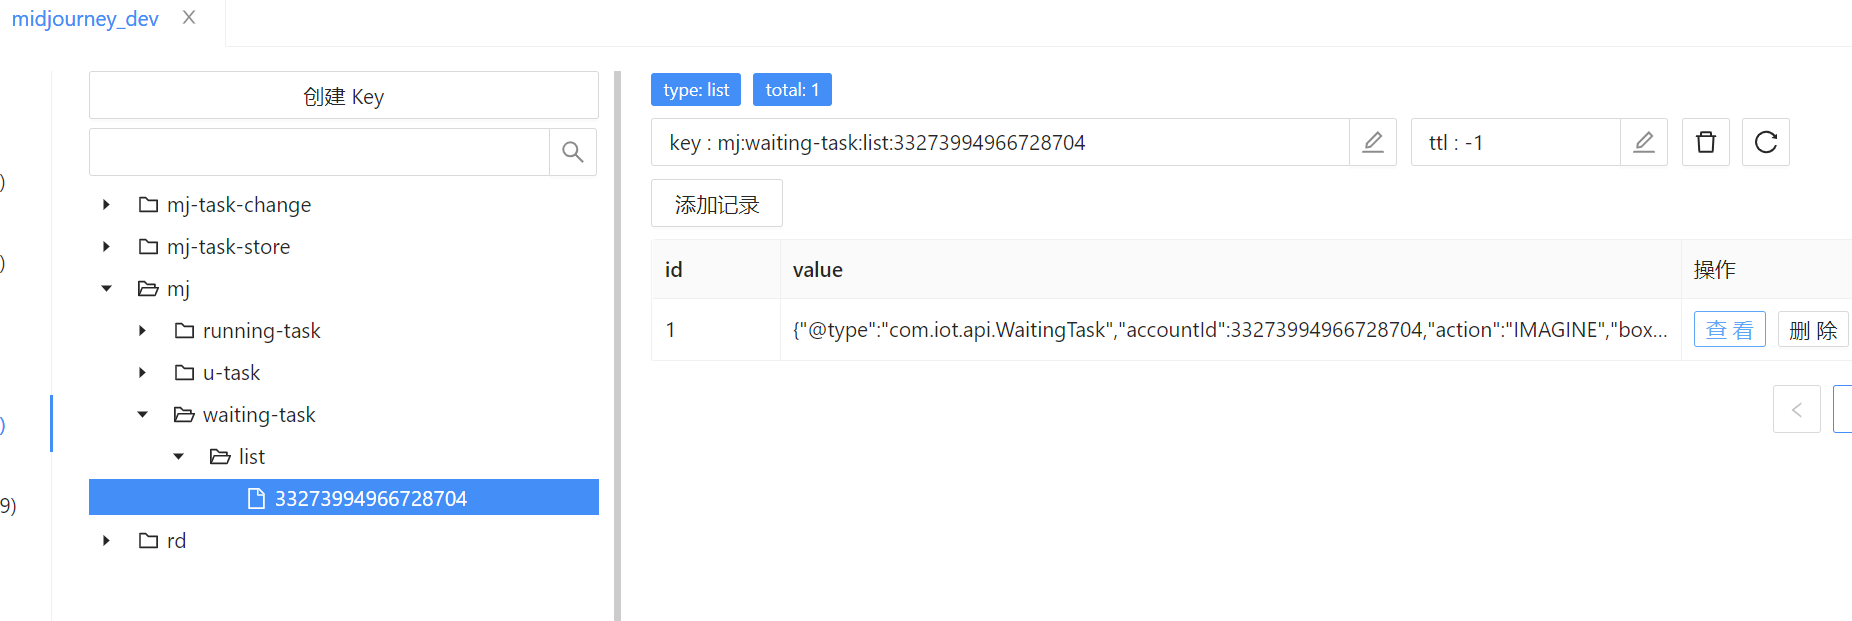 midjourney_dev
)
)
)
9)
创建 Key
mj-task-change
mj-task-store
mj
running-task
u-task
waiting-task
list
33273994966728704
rd
type: list
total: 1
key : mj:waiting-task:list:33273994966728704
ttl : -1
添加记录
id value 操作
1 {"@type":"com.iot.api.WaitingTask","accountId":33273994966728704,"action":"IMAGINE","box... 查 看 删 除